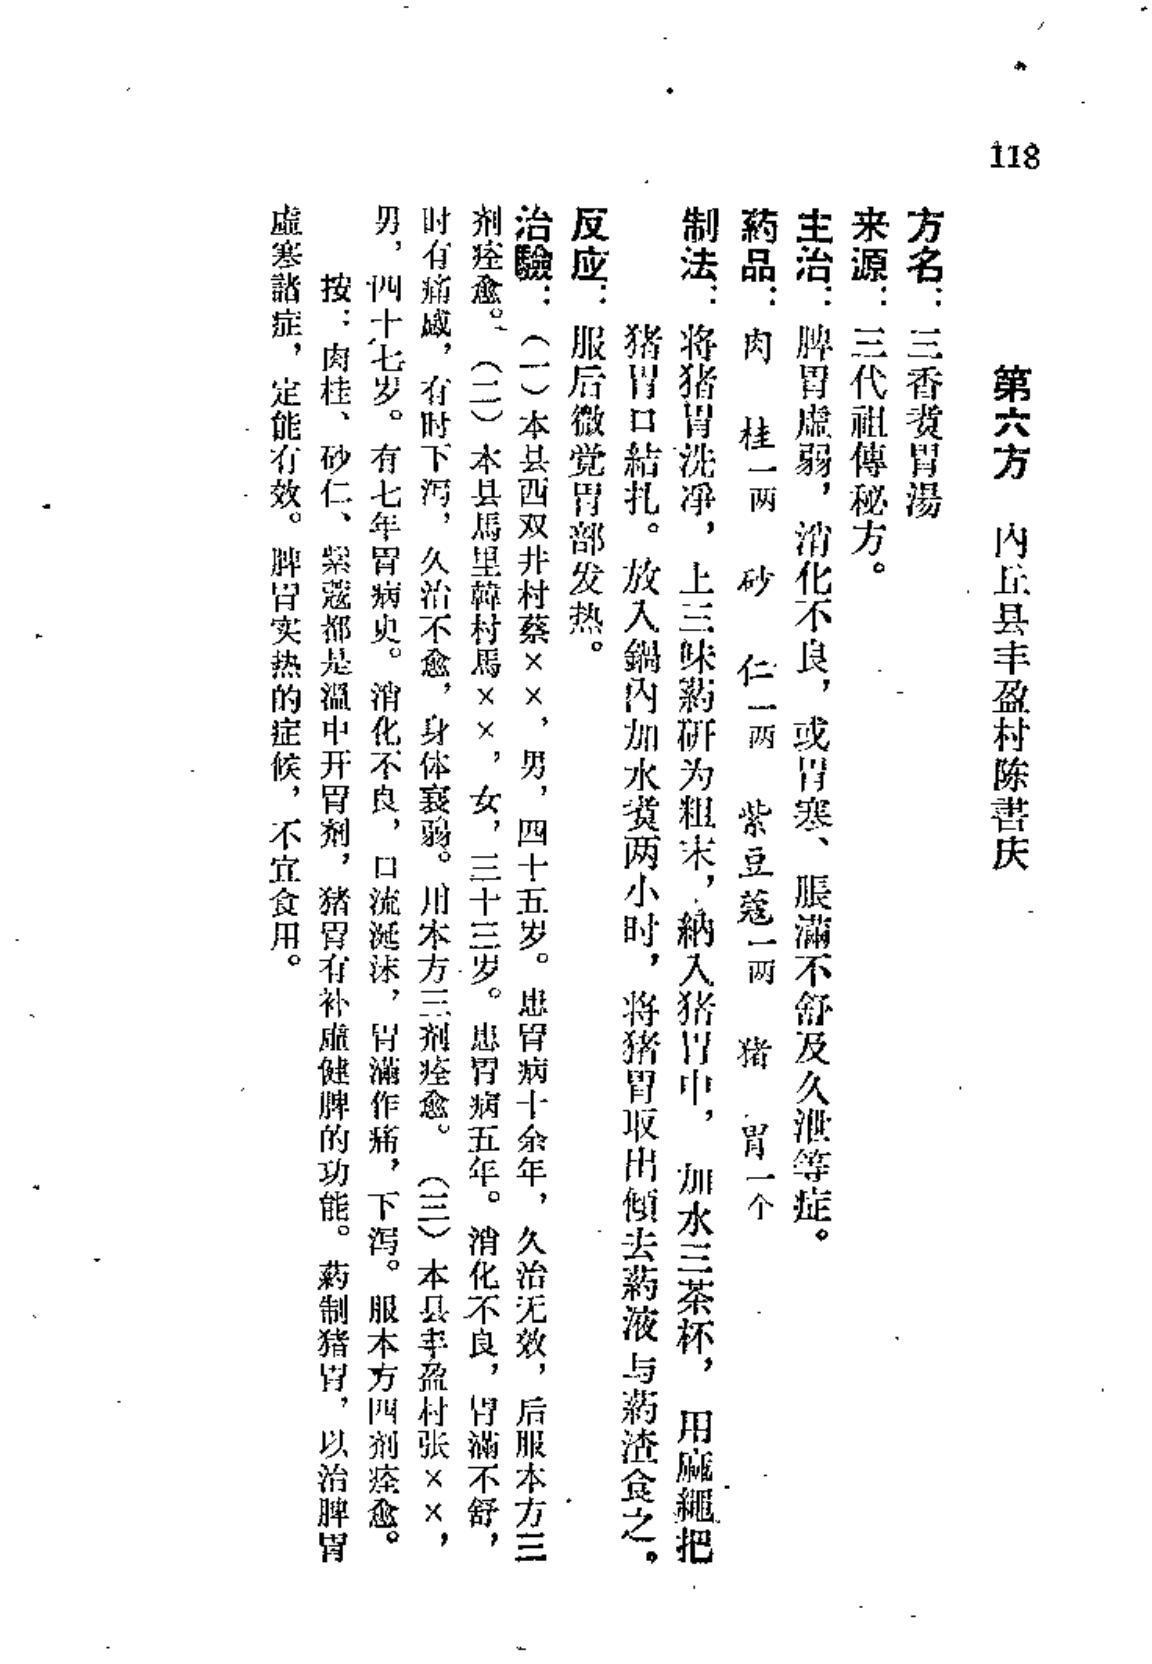 118
第六方　内丘县丰盈村陈書庆
方名：三香煑胃湯
来源：三代祖傳秘方。
主治：脾胃虛弱，消化不良，或胃寒、脹滿不舒及久泄等症。
葯品：肉　桂一两　砂　仁一两　紫豆蔻一两　猪　胃一个
制法：将猪胃洗凈，上三味葯研为粗末，納入猪胃中，加水三茶杯，用麻繩把
猪胃口結扎。放入鍋内加水煑两小时，将猪胃取出傾去葯液与葯渣食之。
反应：服后微觉胃部发热。
治驗：（一）本县西双井村蔡××，男，四十五岁。患胃病十余年，久治无效，后服本方三
剂痊愈。（二）本县馬里韓村馬××，女，三十三岁。患胃病五年。消化不良，胃滿不舒，
时有痛感，有时下泻，久治不愈，身体衰弱。用本方三剂痊愈。（三）本县丰盈村张××，
男，四十七岁。有七年胃病史。消化不良，口流涎沫，胃滿作痛，下泻。服本方四剂痊愈。
按：肉桂、砂仁、紫蔻都是溫中开胃剂，猪胃有补虛健脾的功能。葯制猪胃，以治脾胃
虛寒諸症，定能有效。脾胃实热的症候，不宜食用。